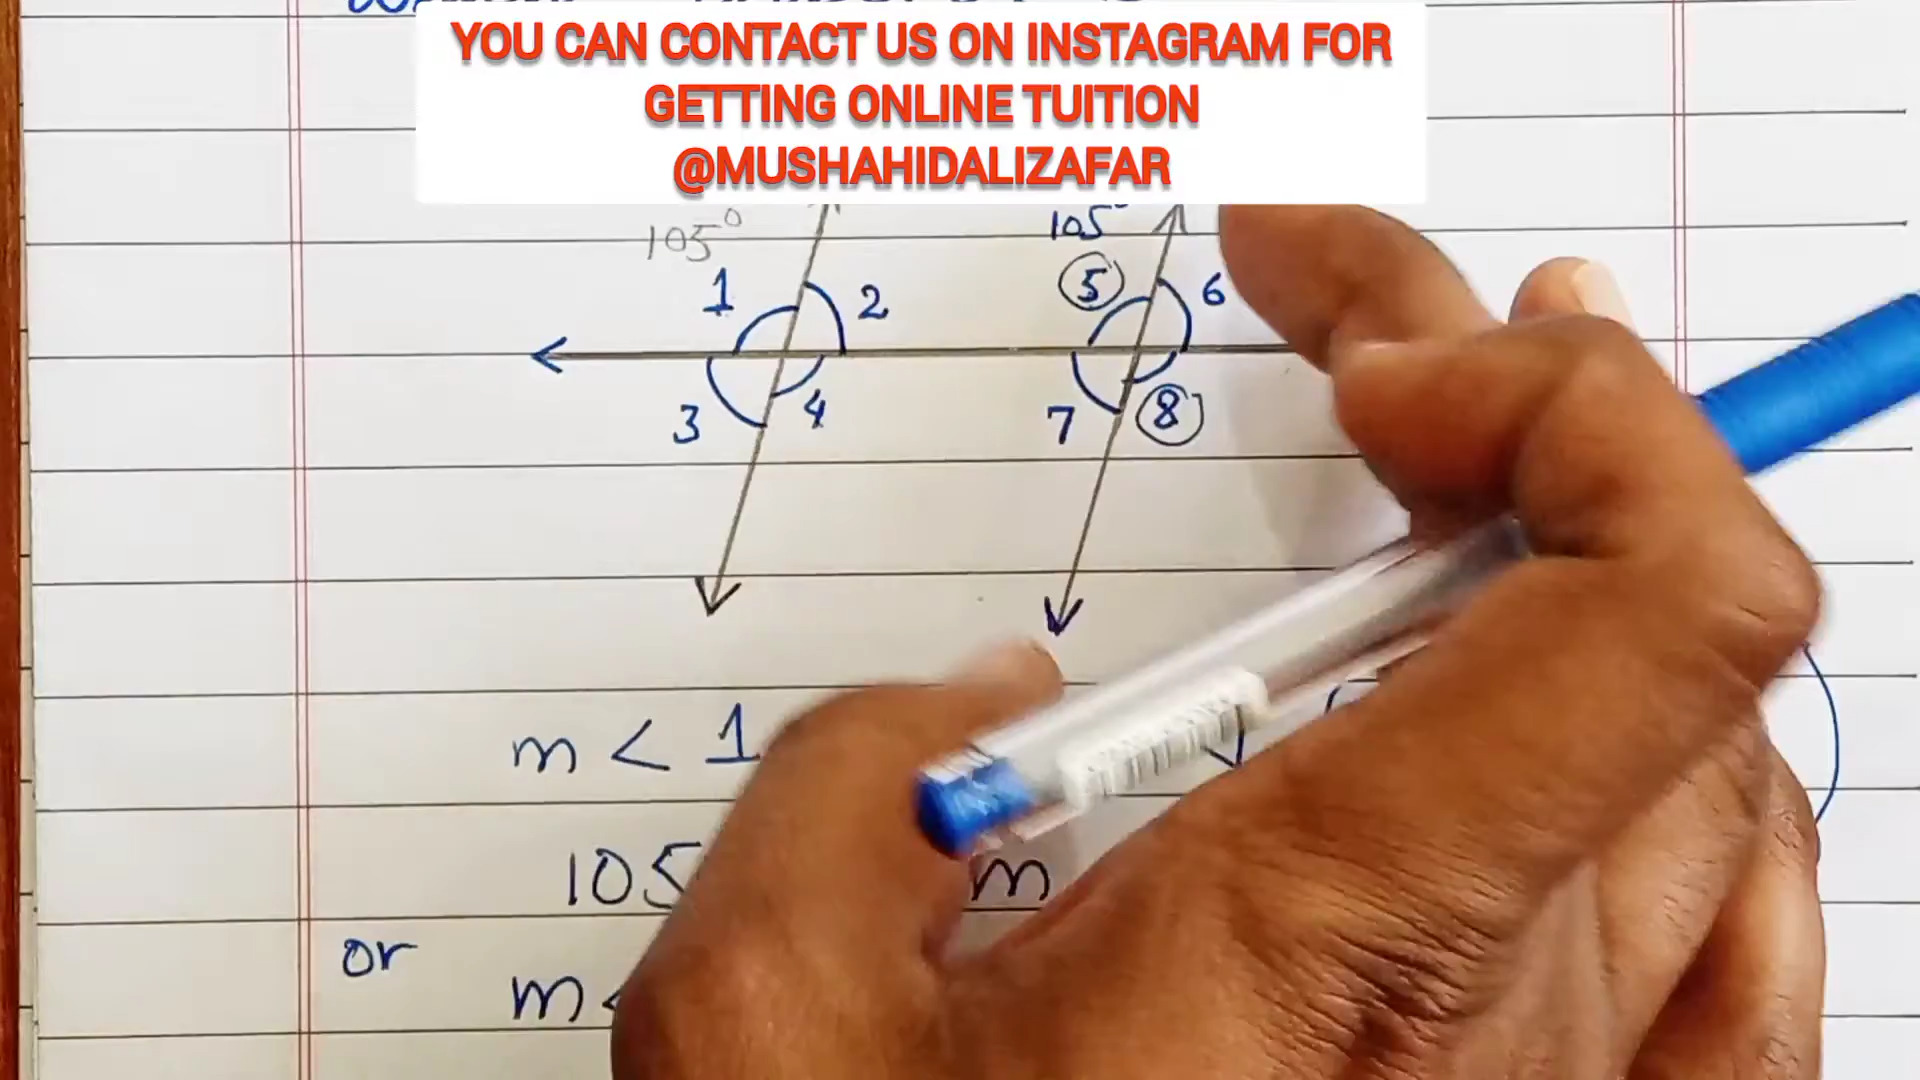 YOU CAN CONTACT US ON INSTAGRAM FOR
GETTING ONLINE TUITION
@MUSHAHIDALIZAFAR
105° 105°
1 2 5 6
3 4 7 8
m < 1
105 m
or
m <